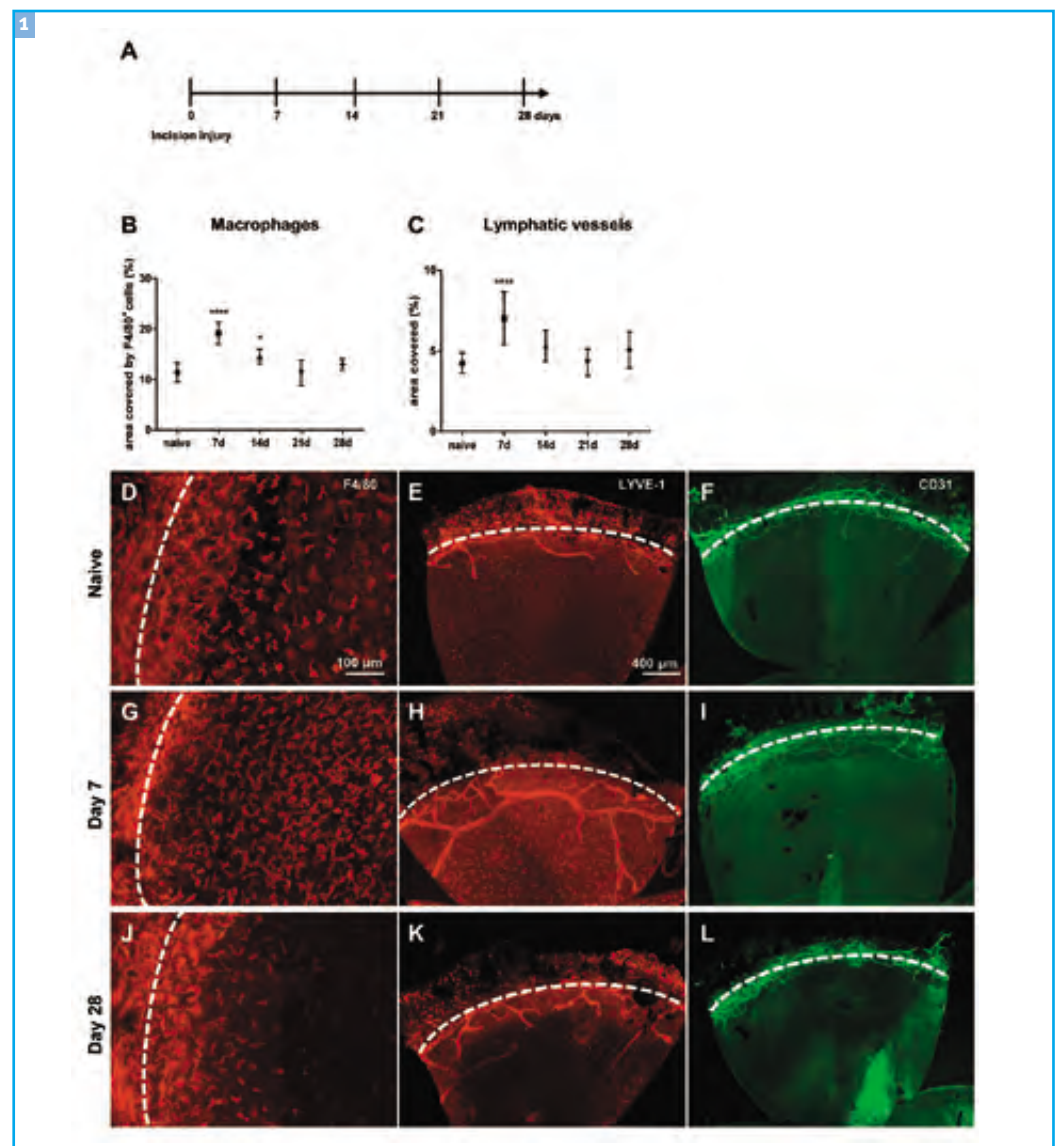 1
A
0 7 14 21 28 days
Incision injury
B Macrophages
area covered by F4/80⁺ cells (%)
30
20
10
0
****
*
naive 7d 14d 21d 28d
C Lymphatic vessels
area covered (%)
10
5
0
****
naive 7d 14d 21d 28d
Naive
D F4/80
100 µm
E LYVE-1
400 µm
F CD31
Day 7
G
H
I
Day 28
J
K
L